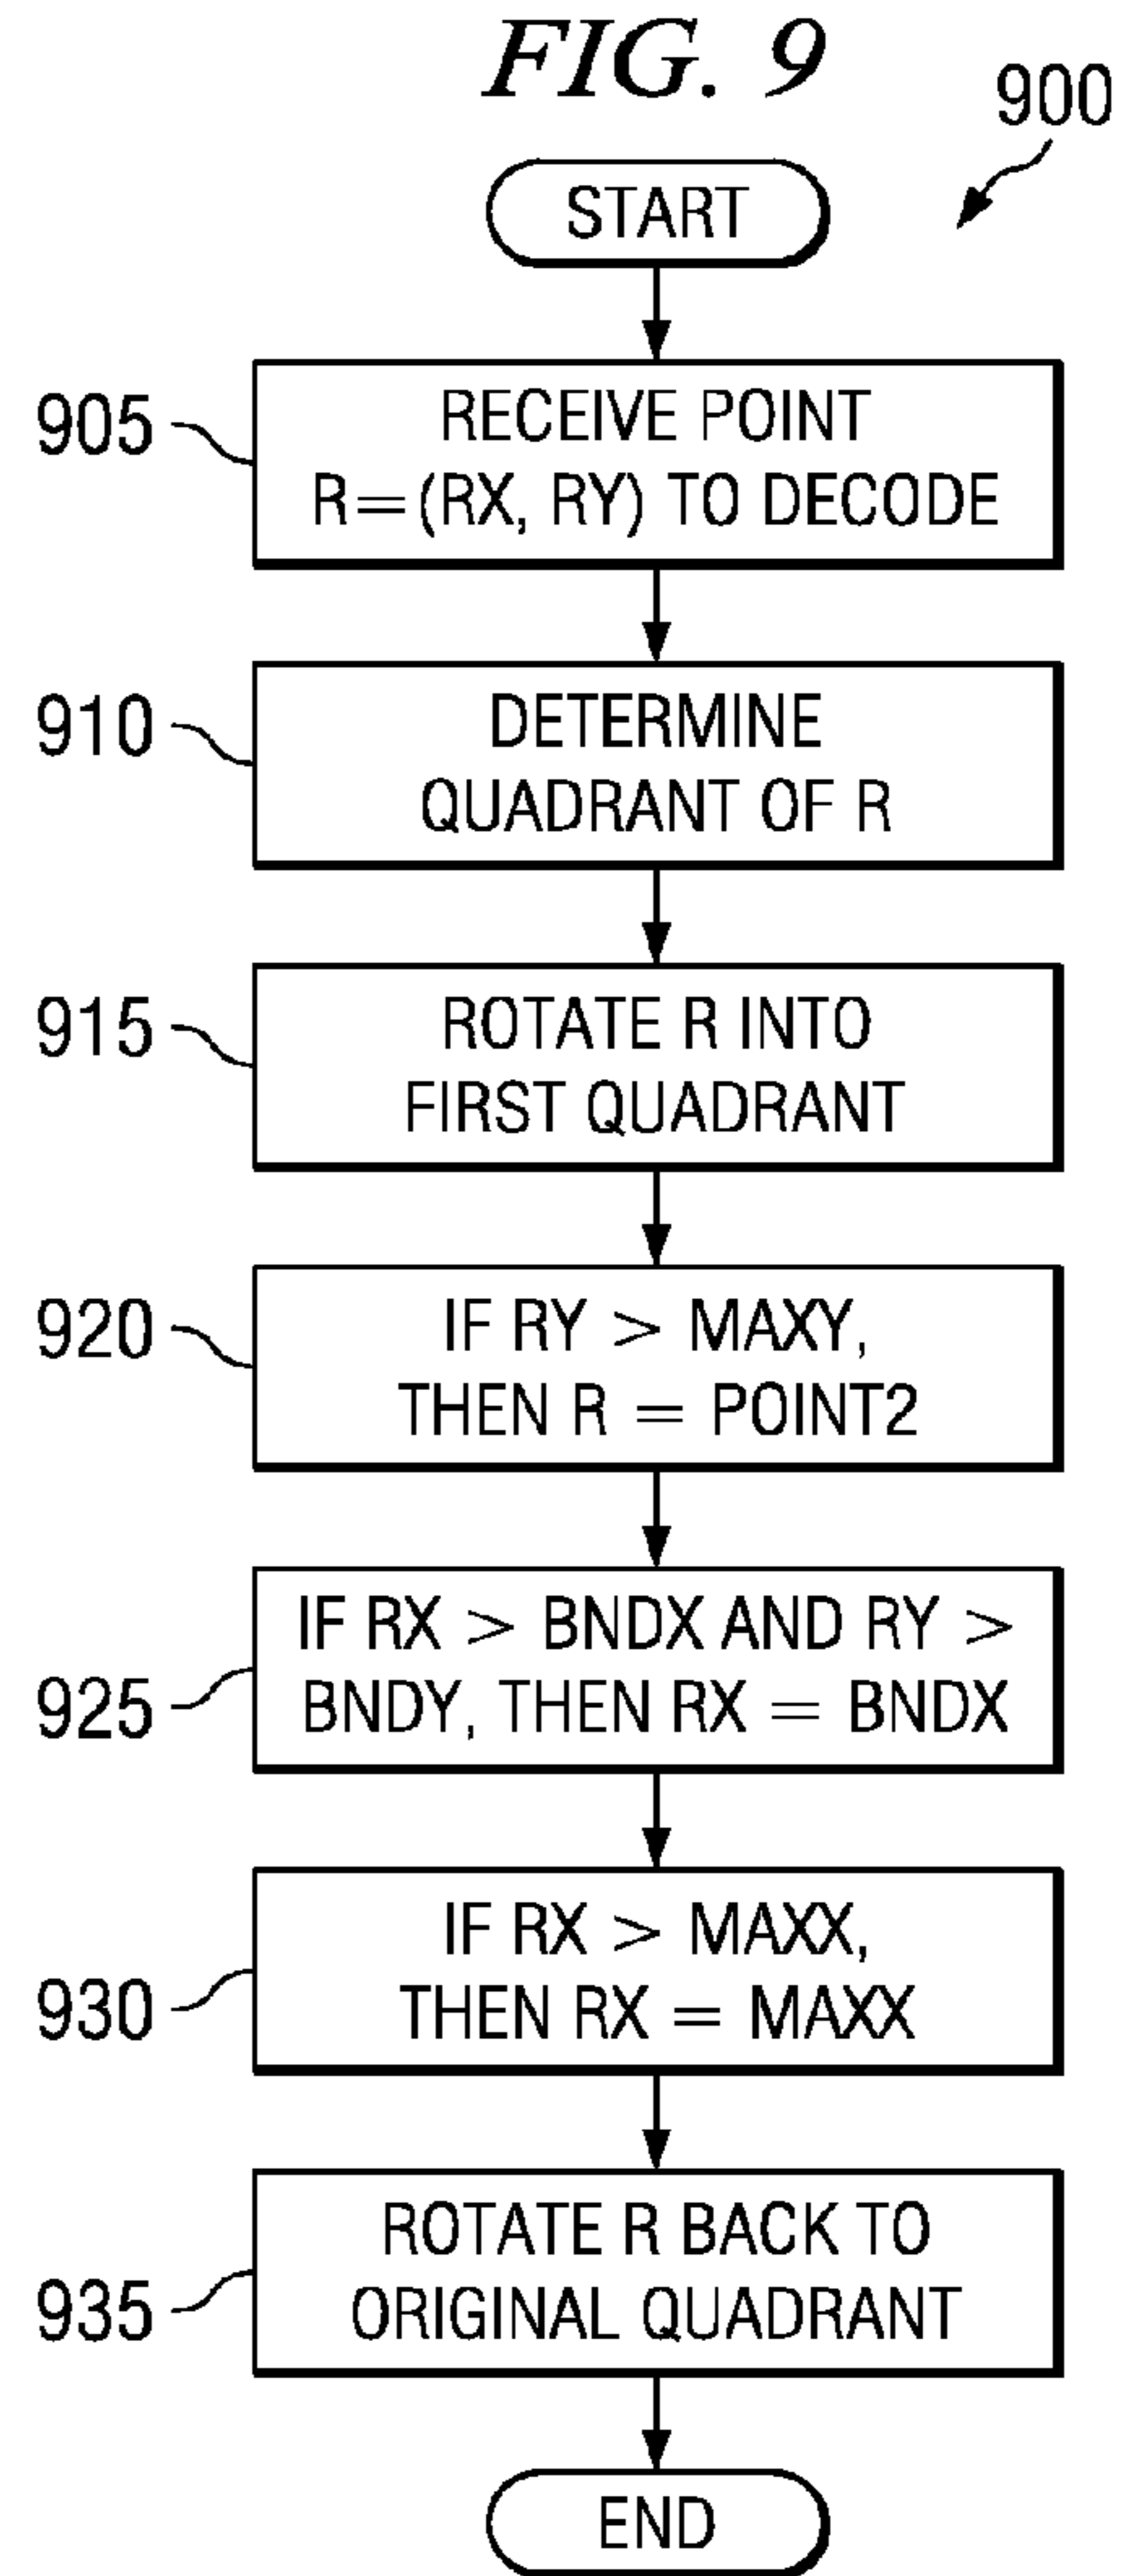 FIG. 9
900
START
905
RECEIVE POINT
R=(RX, RY) TO DECODE
910
DETERMINE
QUADRANT OF R
915
ROTATE R INTO
FIRST QUADRANT
920
IF RY > MAXY,
THEN R = POINT2
925
IF RX > BNDX AND RY >
BNDY, THEN RX = BNDX
930
IF RX > MAXX,
THEN RX = MAXX
935
ROTATE R BACK TO
ORIGINAL QUADRANT
END